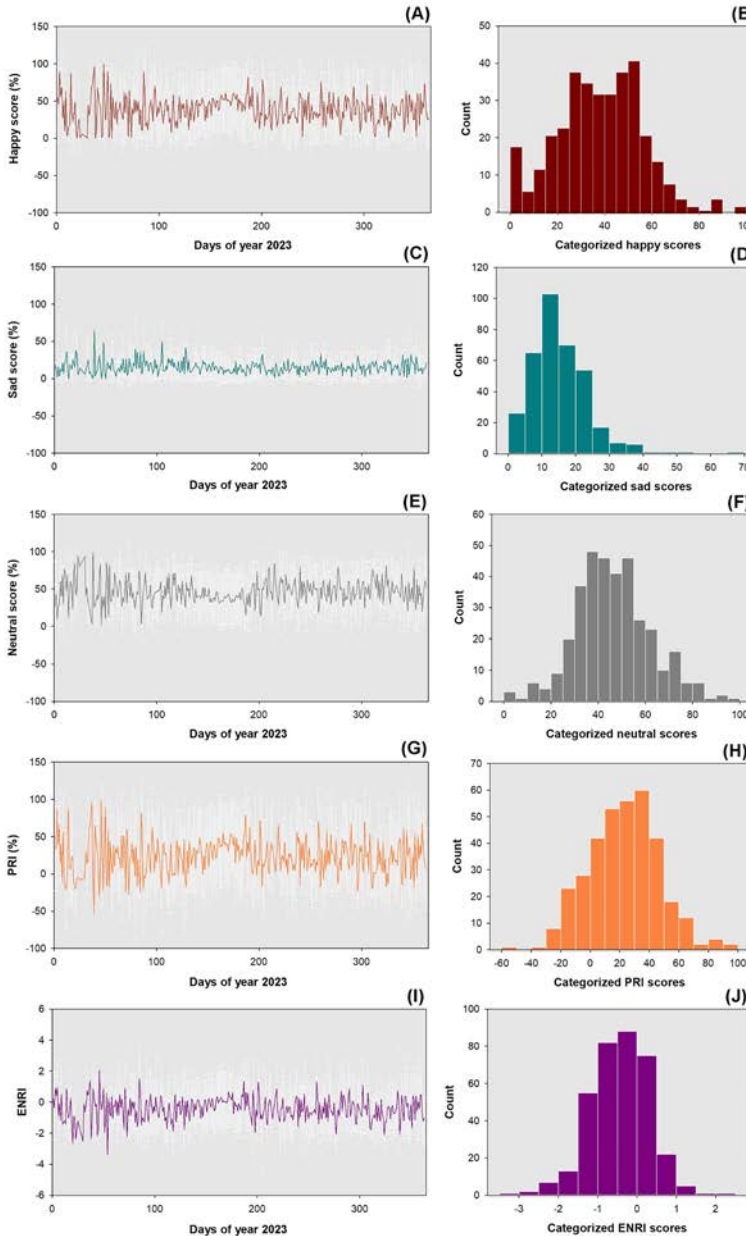 (A)
150
100
50
0
-50
-100
Happy score (%)
0 100 200 300
Days of year 2023
50
40
30
20
10
0
Count
0 20 40 60 80
Categorized happy scores
(C)
150
100
50
0
-50
-100
Sad score (%)
0 100 200 300
Days of year 2023
(D)
120
100
80
60
40
20
0
Count
0 10 20 30 40 50 60 70
Categorized sad scores
(E)
150
100
50
0
-50
-100
Neutral score (%)
0 100 200 300
Days of year 2023
(F)
60
50
40
30
20
10
0
Count
0 20 40 60 80 100
Categorized neutral scores
(G)
150
100
50
0
-50
-100
PRI (%)
0 100 200 300
Days of year 2023
(H)
70
60
50
40
30
20
10
0
Count
-60 -40 -20 0 20 40 60 80 100
Categorized PRI scores
(I)
6
4
2
0
-2
-4
-6
ENRI
0 100 200 300
Days of year 2023
(J)
100
80
60
40
20
0
Count
-3 -2 -1 0 1 2
Categorized ENRI scores